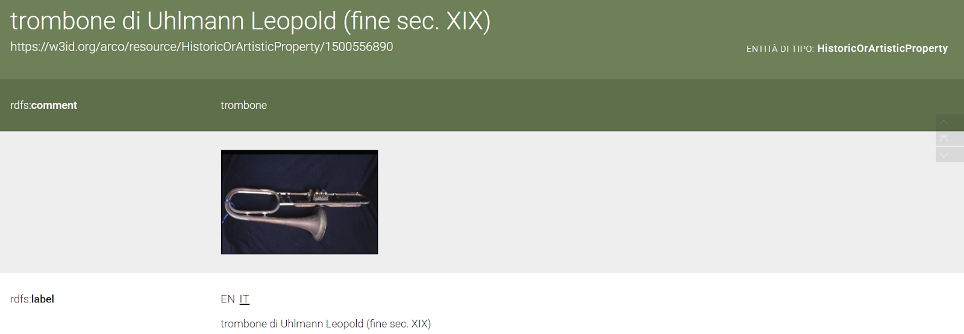 trombone di Uhlmann Leopold (fine sec. XIX)
https://w3id.org/arco/resource/HistoricOrArtisticProperty/1500556890
ENTITÀ DI TIPO: HistoricOrArtisticProperty
rdfs:comment trombone
rdfs:label EN IT
trombone di Uhlmann Leopold (fine sec. XIX)